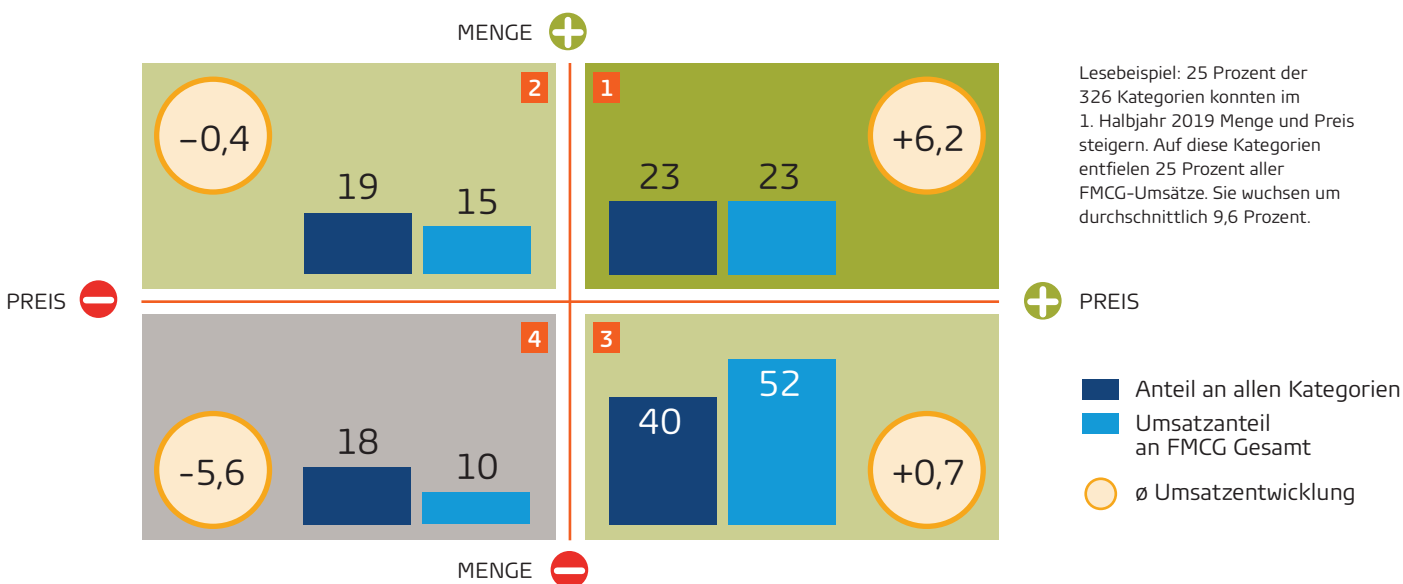 MENGE
2
1
−0,4
19
15
23
23
+6,2
Lesebeispiel: 25 Prozent der
326 Kategorien konnten im
1. Halbjahr 2019 Menge und Preis
steigern. Auf diese Kategorien
entfielen 25 Prozent aller
FMCG-Umsätze. Sie wuchsen um
durchschnittlich 9,6 Prozent.
PREIS
PREIS
4
3
-5,6
18
10
40
52
+0,7
Anteil an allen Kategorien
Umsatzanteil
an FMCG Gesamt
ø Umsatzentwicklung
MENGE